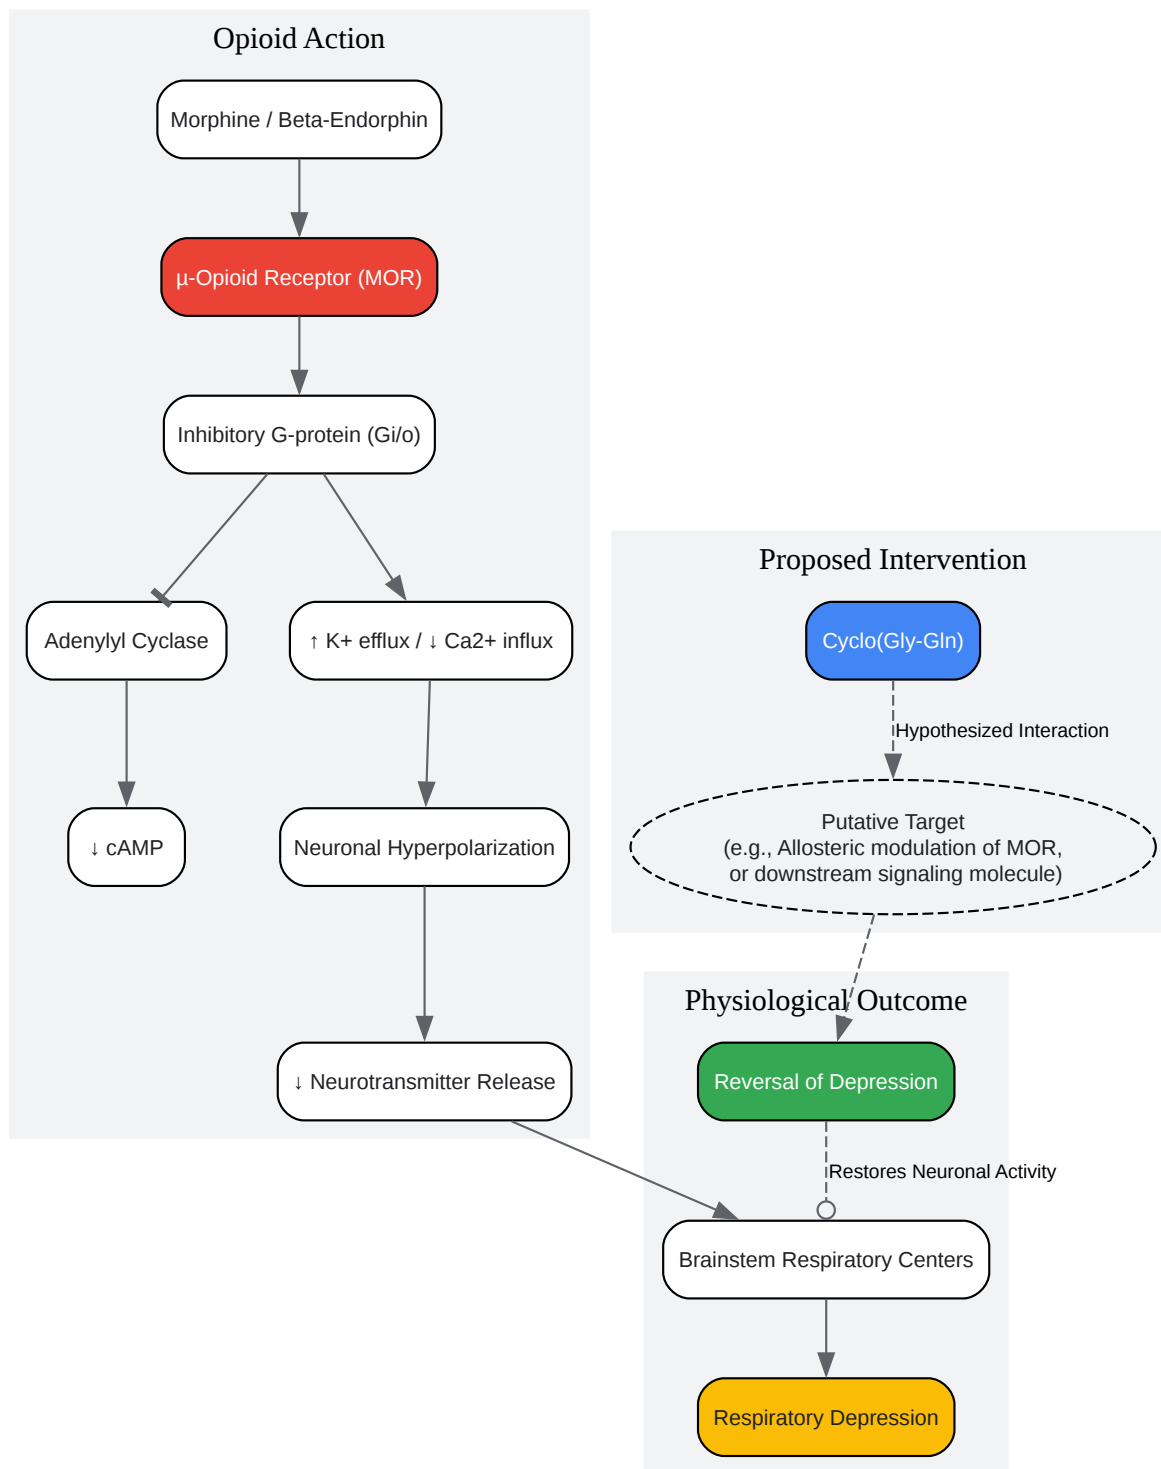 Opioid Action
Morphine / Beta-Endorphin
µ-Opioid Receptor (MOR)
Inhibitory G-protein (Gi/o)
Adenylyl Cyclase
↑ K+ efflux / ↓ Ca2+ influx
↓ cAMP
Neuronal Hyperpolarization
↓ Neurotransmitter Release
Proposed Intervention
Cyclo(Gly-Gln)
Hypothesized Interaction
Putative Target
(e.g., Allosteric modulation of MOR,
or downstream signaling molecule)
Physiological Outcome
Reversal of Depression
Restores Neuronal Activity
Brainstem Respiratory Centers
Respiratory Depression